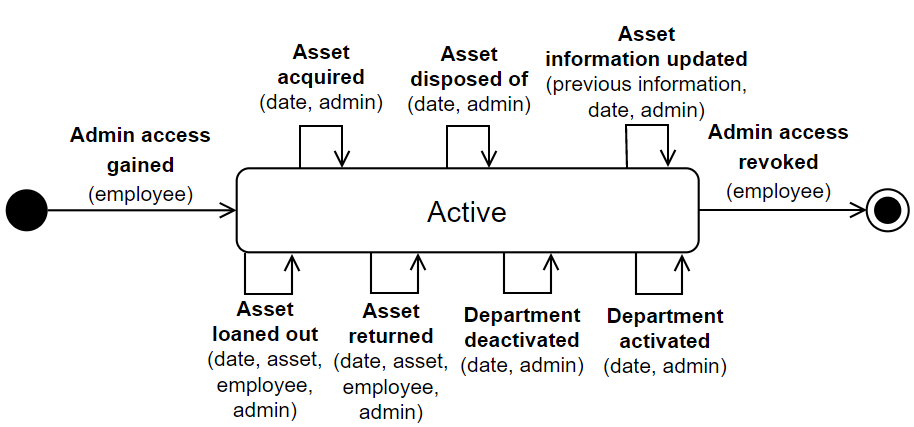 Asset
acquired
(date, admin)
Asset
disposed of
(date, admin)
Asset
information updated
(previous information,
date, admin)
Admin access
gained
(employee)
Admin access
revoked
(employee)
Active
Asset
loaned out
(date, asset,
employee,
admin)
Asset
returned
(date, asset,
employee,
admin)
Department
deactivated
(date, admin)
Department
activated
(date, admin)